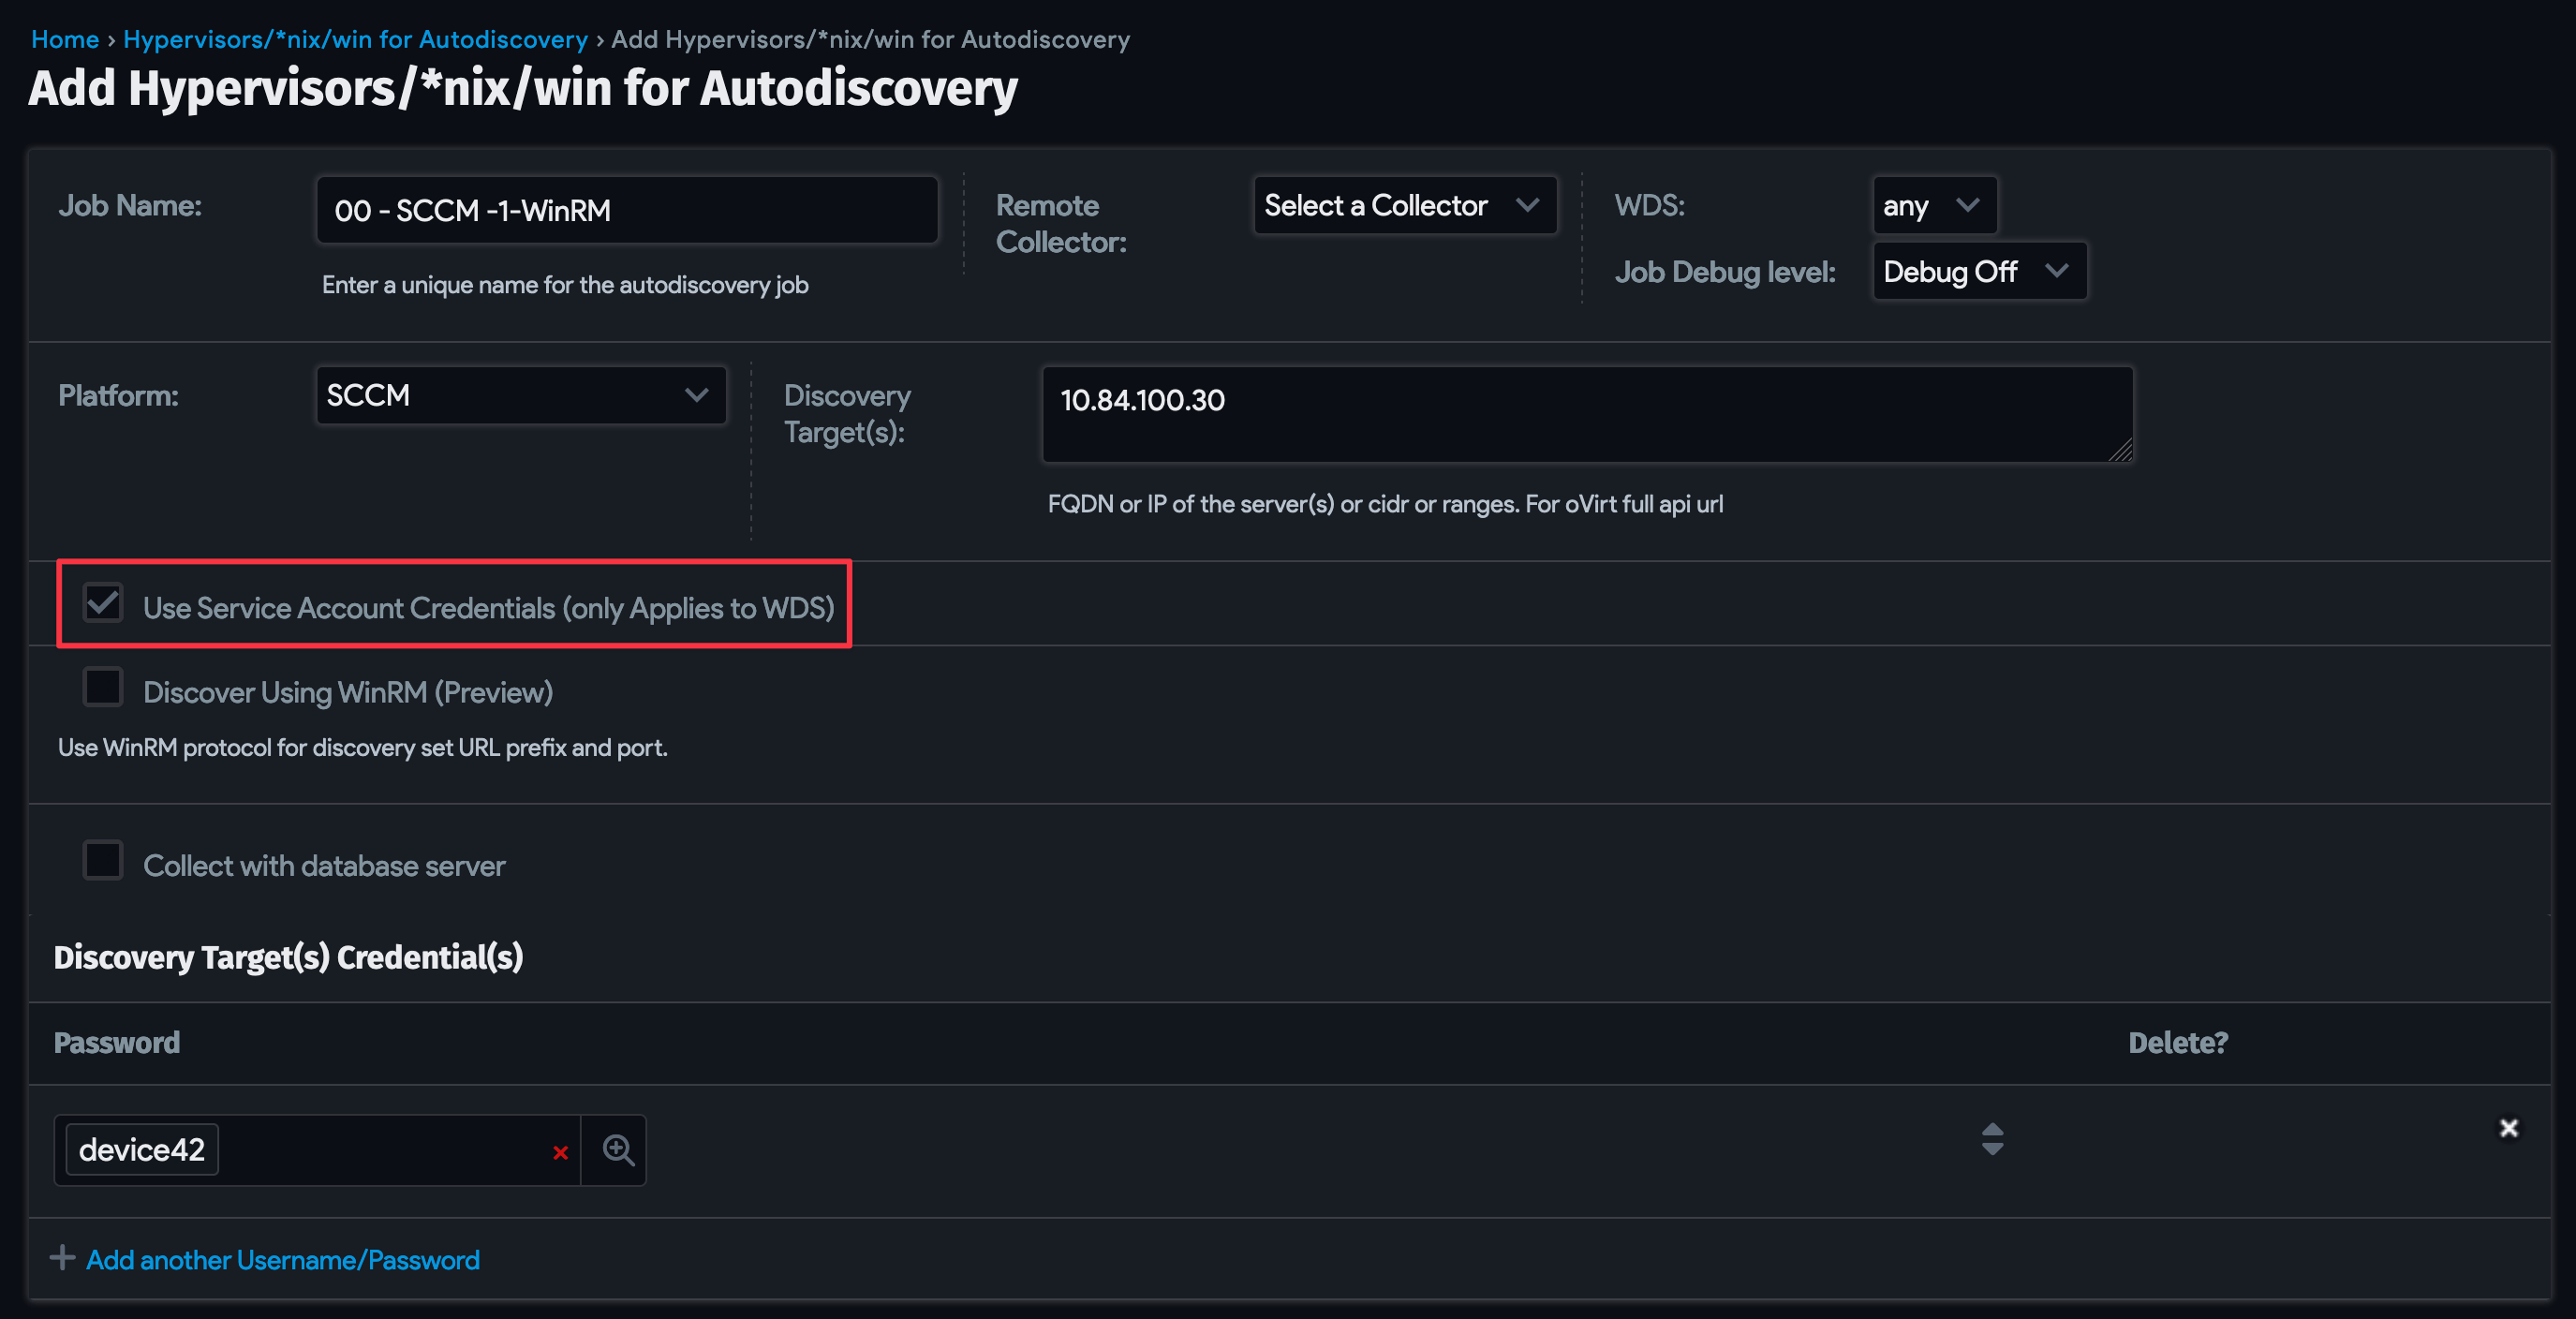 Home › Hypervisors/*nix/win for Autodiscovery › Add Hypervisors/*nix/win for Autodiscovery
Add Hypervisors/*nix/win for Autodiscovery
Job Name:
00 - SCCM -1-WinRM
Enter a unique name for the autodiscovery job
Remote
Collector:
Select a Collector
WDS:
any
Job Debug level:
Debug Off
Platform:
SCCM
Discovery
Target(s):
10.84.100.30
FQDN or IP of the server(s) or cidr or ranges. For oVirt full api url
Use Service Account Credentials (only Applies to WDS)
Discover Using WinRM (Preview)
Use WinRM protocol for discovery set URL prefix and port.
Collect with database server
Discovery Target(s) Credential(s)
Password
Delete?
device42
Add another Username/Password